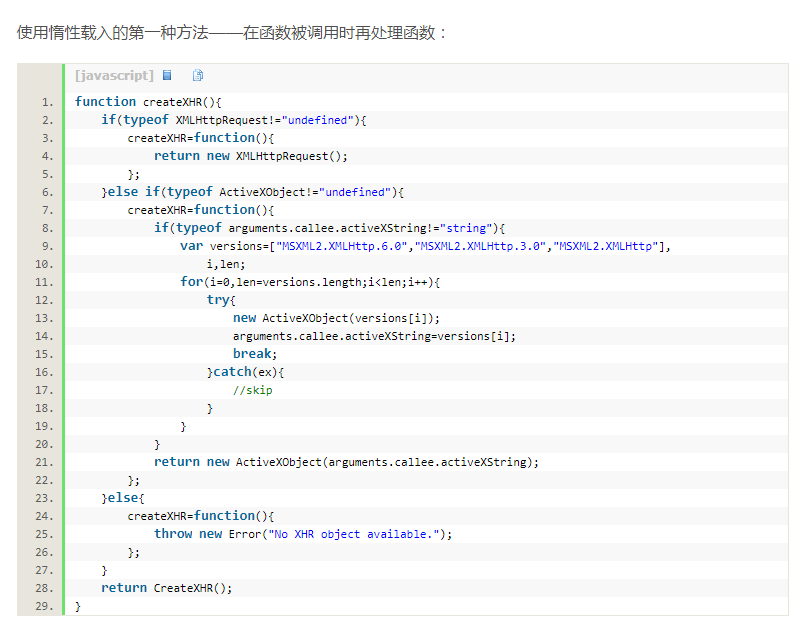 使用惰性载入的第一种方法——在函数被调用时再处理函数：
[javascript]
1. function createXHR(){
2.     if(typeof XMLHttpRequest!="undefined"){
3.         createXHR=function(){
4.             return new XMLHttpRequest();
5.         };
6.     }else if(typeof ActiveXObject!="undefined"){
7.         createXHR=function(){
8.             if(typeof arguments.callee.activeXString!="string"){
9.                 var versions=["MSXML2.XMLHttp.6.0","MSXML2.XMLHttp.3.0","MSXML2.XMLHttp"],
10.                     i,len;
11.                 for(i=0,len=versions.length;i<len;i++){
12.                     try{
13.                         new ActiveXObject(versions[i]);
14.                         arguments.callee.activeXString=versions[i];
15.                         break;
16.                     }catch(ex){
17.                         //skip
18.                     }
19.                 }
20.             }
21.             return new ActiveXObject(arguments.callee.activeXString);
22.         };
23.     }else{
24.         createXHR=function(){
25.             throw new Error("No XHR object available.");
26.         };
27.     }
28.     return CreateXHR();
29. }